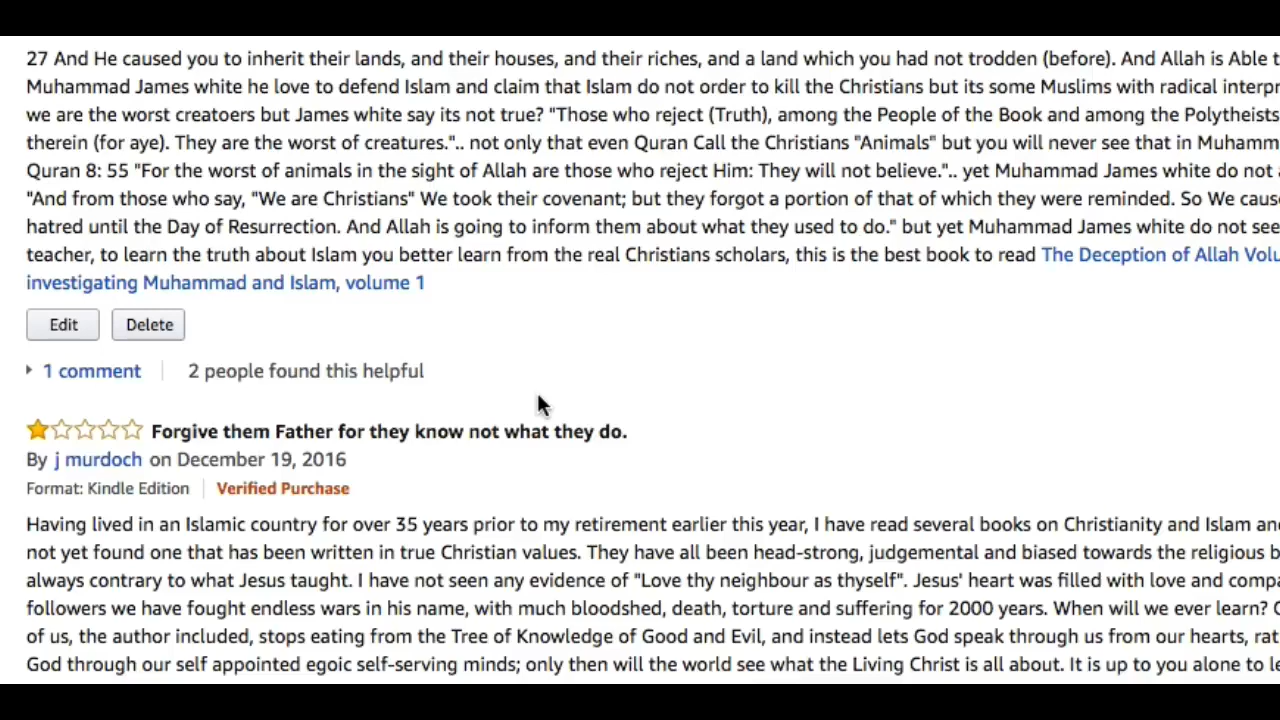 27 And He caused you to inherit their lands, and their houses, and their riches, and a land which you had not trodden (before). And Allah is Able t
Muhammad James white he love to defend Islam and claim that Islam do not order to kill the Christians but its some Muslims with radical interpr
we are the worst creatoers but James white say its not true? "Those who reject (Truth), among the People of the Book and among the Polytheists
therein (for aye). They are the worst of creatures.".. not only that even Quran Call the Christians "Animals" but you will never see that in Muhamm
Quran 8: 55 "For the worst of animals in the sight of Allah are those who reject Him: They will not believe.".. yet Muhammad James white do not a
"And from those who say, "We are Christians" We took their covenant; but they forgot a portion of that of which they were reminded. So We cause
hatred until the Day of Resurrection. And Allah is going to inform them about what they used to do." but yet Muhammad James white do not see
teacher, to learn the truth about Islam you better learn from the real Christians scholars, this is the best book to read The Deception of Allah Volu
investigating Muhammad and Islam, volume 1
Edit Delete
1 comment 2 people found this helpful
Forgive them Father for they know not what they do.
By j murdoch on December 19, 2016
Format: Kindle Edition Verified Purchase
Having lived in an Islamic country for over 35 years prior to my retirement earlier this year, I have read several books on Christianity and Islam an
not yet found one that has been written in true Christian values. They have all been head-strong, judgemental and biased towards the religious b
always contrary to what Jesus taught. I have not seen any evidence of "Love thy neighbour as thyself". Jesus' heart was filled with love and compa
followers we have fought endless wars in his name, with much bloodshed, death, torture and suffering for 2000 years. When will we ever learn?
of us, the author included, stops eating from the Tree of Knowledge of Good and Evil, and instead lets God speak through us from our hearts, rat
God through our self appointed egoic self-serving minds; only then will the world see what the Living Christ is all about. It is up to you alone to le